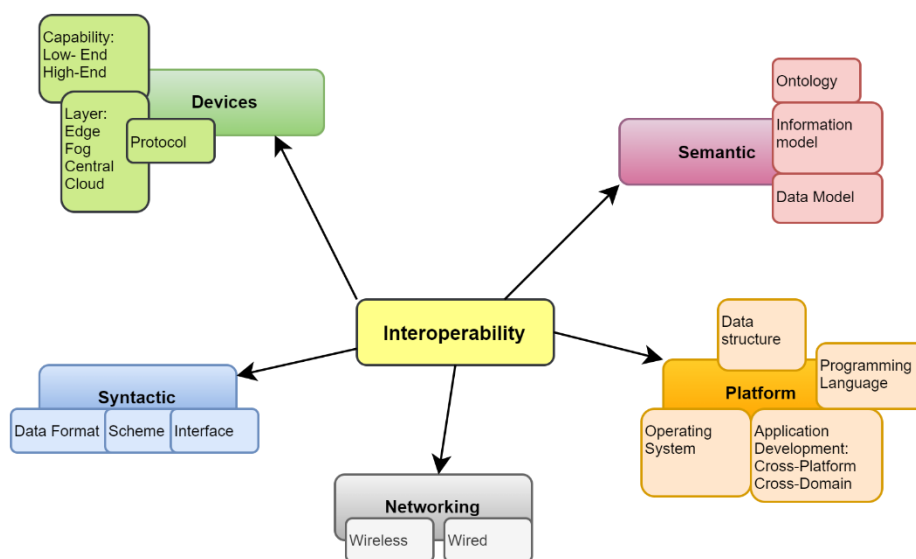 Capability:
Low- End
High-End
Devices
Layer:
Edge
Fog
Central
Cloud
Protocol
Ontology
Semantic
Information
model
Data Model
Interoperability
Data
structure
Programming
Language
Platform
Operating
System
Application
Development:
Cross-Platform
Cross-Domain
Syntactic
Data Format
Scheme
Interface
Networking
Wireless
Wired